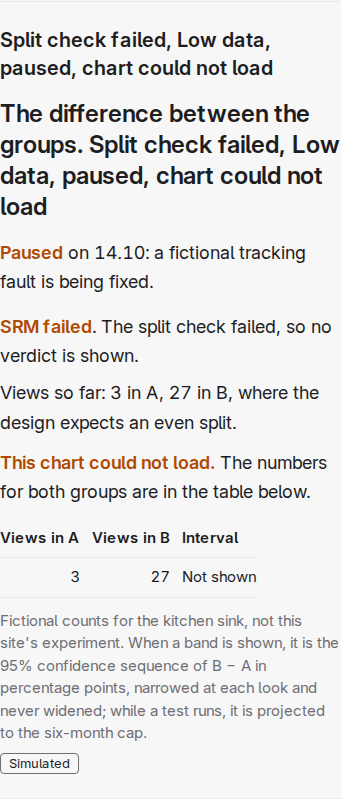 Split check failed, Low data,
paused, chart could not load
The difference between the
groups. Split check failed, Low
data, paused, chart could not
load
Paused on 14.10: a fictional tracking
fault is being fixed.
SRM failed. The split check failed, so no
verdict is shown.
Views so far: 3 in A, 27 in B, where the
design expects an even split.
This chart could not load. The numbers
for both groups are in the table below.
Views in A Views in B Interval
3 27 Not shown
Fictional counts for the kitchen sink, not this
site's experiment. When a band is shown, it is the
95% confidence sequence of B − A in
percentage points, narrowed at each look and
never widened; while a test runs, it is projected
to the six-month cap.
Simulated